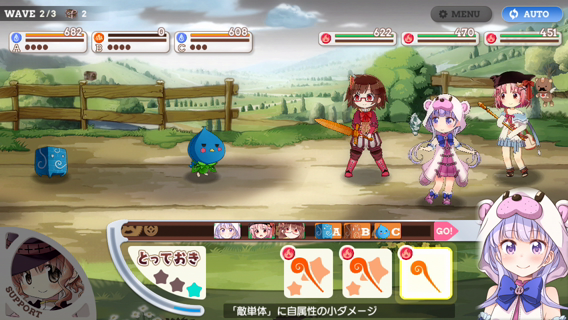 WAVE 2/3 2
MENU
AUTO
682
A
0
B
608
C
622
470
451
A B C GO!
とっておき
SUPPORT
「敵単体」に自属性の小ダメージ